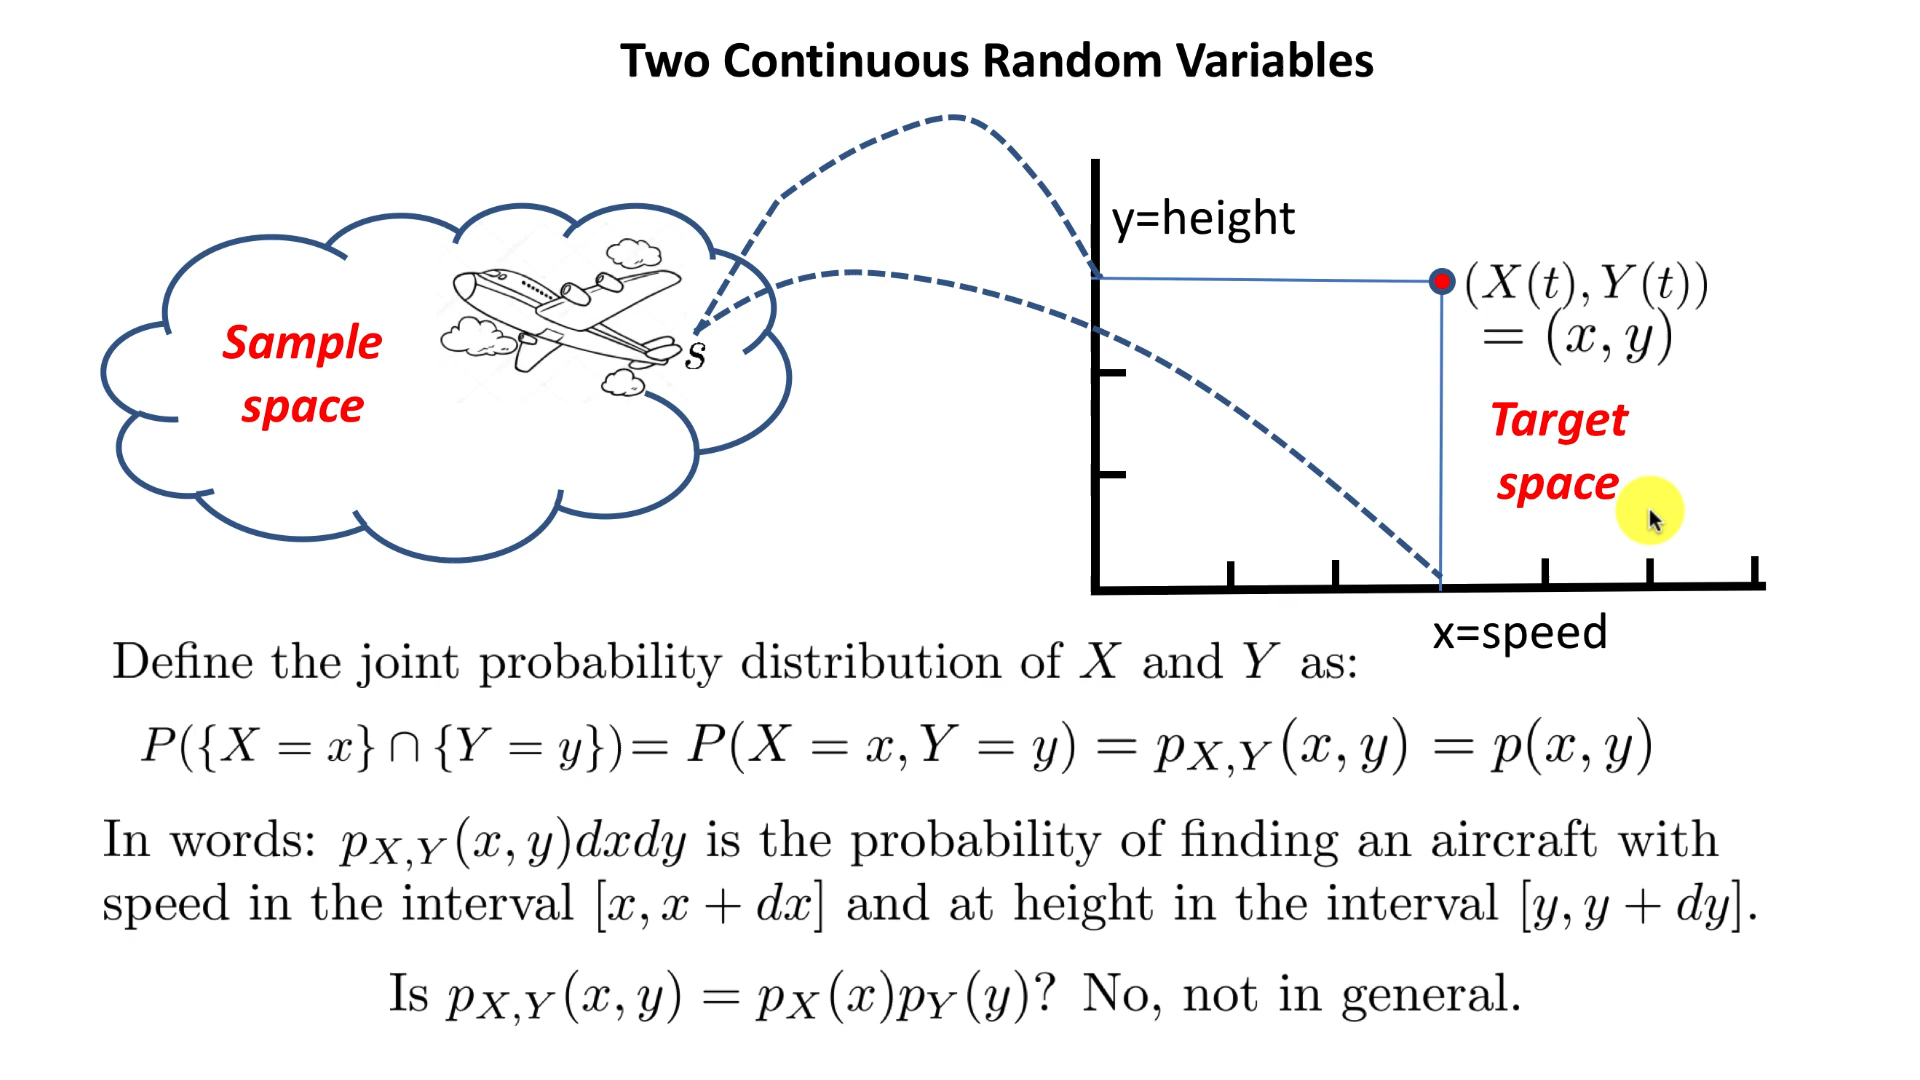 Two Continuous Random Variables
y=height
(X(t), Y(t))
= (x, y)
Sample
space
s
Target
space
x=speed
Define the joint probability distribution of X and Y as:
P({X = x} ∩ {Y = y}) = P(X = x, Y = y) = p_{X,Y}(x, y) = p(x, y)
In words: p_{X,Y}(x, y)dxdy is the probability of finding an aircraft with
speed in the interval [x, x + dx] and at height in the interval [y, y + dy].
Is p_{X,Y}(x, y) = p_X(x)p_Y(y)? No, not in general.